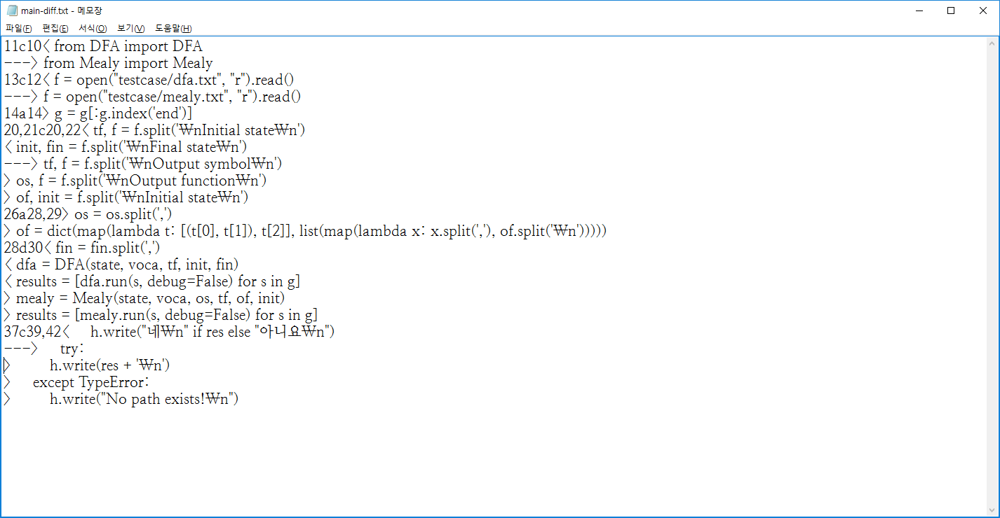 main-diff.txt - 메모장
파일(F) 편집(E) 서식(O) 보기(V) 도움말(H)
11c10< from DFA import DFA
---> from Mealy import Mealy
13c12< f = open("testcase/dfa.txt", "r").read()
---> f = open("testcase/mealy.txt", "r").read()
14a14> g = g[:g.index('end')]
20,21c20,22< tf, f = f.split('₩nInitial state₩n')
< init, fin = f.split('₩nFinal state₩n')
---> tf, f = f.split('₩nOutput symbol₩n')
> os, f = f.split('₩nOutput function₩n')
> of, init = f.split('₩nInitial state₩n')
26a28,29> os = os.split(',')
> of = dict(map(lambda t: [(t[0], t[1]), t[2]], list(map(lambda x: x.split(','), of.split('₩n')))))
28d30< fin = fin.split(',')
< dfa = DFA(state, voca, tf, init, fin)
< results = [dfa.run(s, debug=False) for s in g]
> mealy = Mealy(state, voca, os, tf, of, init)
> results = [mealy.run(s, debug=False) for s in g]
37c39,42<     h.write("네₩n" if res else "아니요₩n")
--->     try:
>         h.write(res + '₩n')
>     except TypeError:
>         h.write("No path exists!₩n")